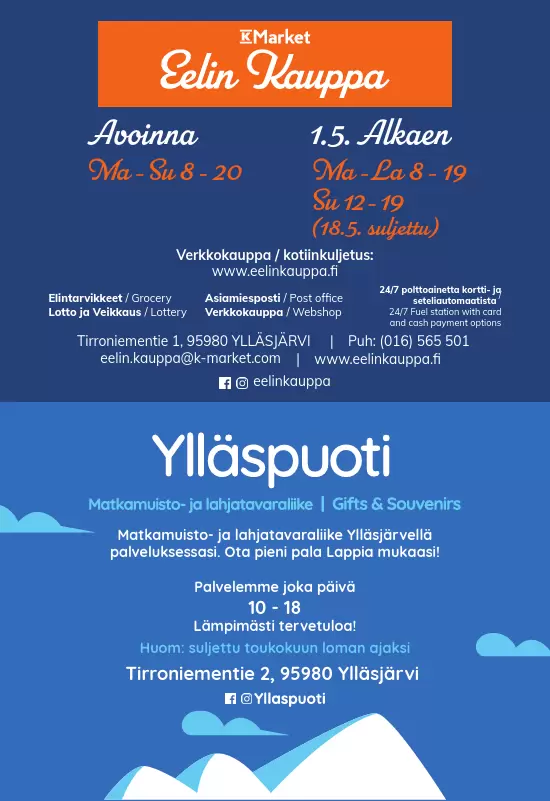 KMarket
Eelin Kauppa
Avoinna
Ma - Su 8 - 20
1.5. Alkaen
Ma - La 8 - 19
Su 12 - 19
(18.5. suljettu)
Verkkokauppa / kotiinkuljetus:
www.eelinkauppa.fi
Elintarvikkeet / Grocery
Lotto ja Veikkaus / Lottery
Asiamiesposti / Post office
Verkkokauppa / Webshop
24/7 polttoainetta kortti- ja
seteliautomaatista /
24/7 Fuel station with card
and cash payment options
Tirroniementie 1, 95980 YLLÄSJÄRVI | Puh: (016) 565 501
eelin.kauppa@k-market.com | www.eelinkauppa.fi
eelinkauppa
Ylläspuoti
Matkamuisto- ja lahjatavaraliike | Gifts & Souvenirs
Matkamuisto- ja lahjatavaraliike Ylläsjärvellä
palveluksessasi. Ota pieni pala Lappia mukaasi!
Palvelemme joka päivä
10 - 18
Lämpimästi tervetuloa!
Huom: suljettu toukokuun loman ajaksi
Tirroniementie 2, 95980 Ylläsjärvi
Yllaspuoti